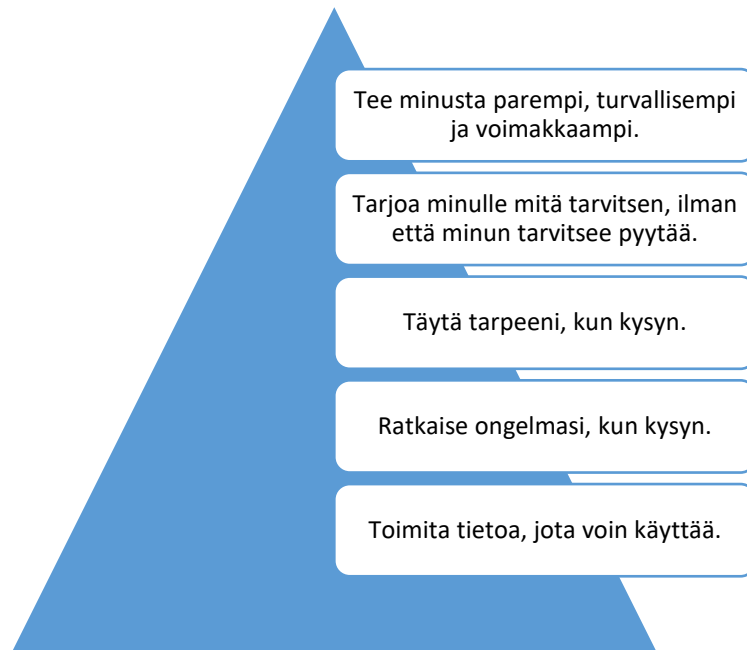 Tee minusta parempi, turvallisempi
ja voimakkaampi.
Tarjoa minulle mitä tarvitsen, ilman
että minun tarvitsee pyytää.
Täytä tarpeeni, kun kysyn.
Ratkaise ongelmasi, kun kysyn.
Toimita tietoa, jota voin käyttää.